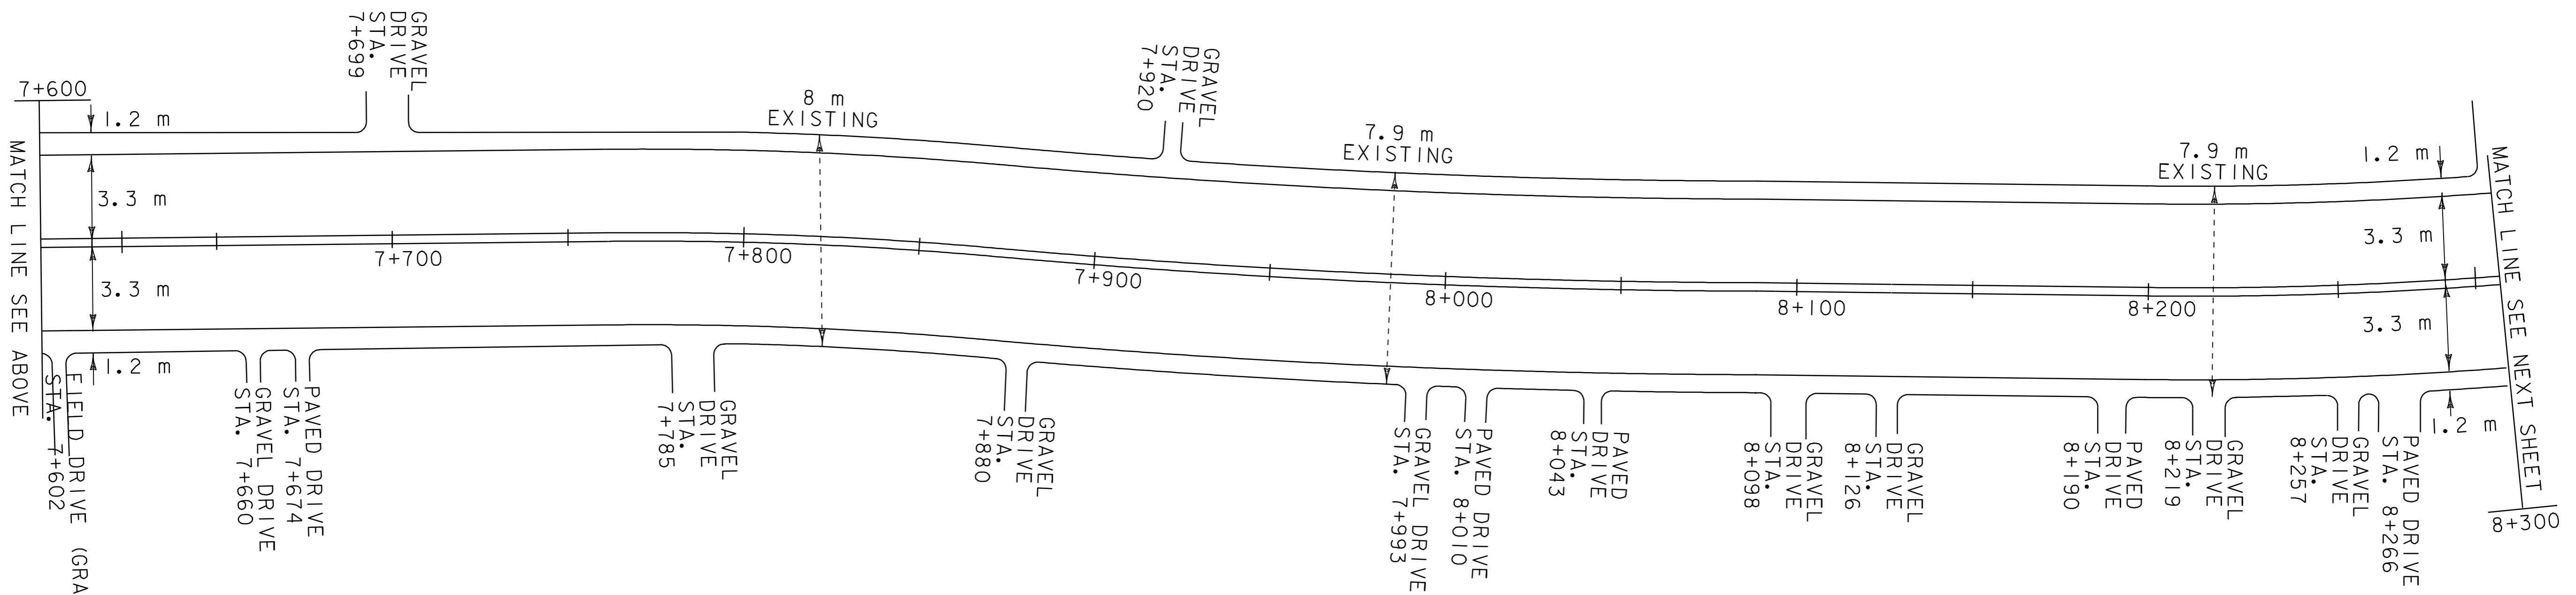 GRAVEL
DRIVE
STA.
7+699
GRAVEL
DRIVE
STA.
7+920
7+600
1.2 m
8 m
EXISTING
7.9 m
EXISTING
7.9 m
EXISTING
1.2 m
MATCH LINE SEE ABOVE
3.3 m
3.3 m
7+700
7+800
7+900
8+000
8+100
8+200
3.3 m
3.3 m
MATCH LINE SEE NEXT SHEET
8+300
1.2 m
1.2 m
FIELD DRIVE (GRA
STA. 7+602
GRAVEL DRIVE
STA. 7+660
PAVED DRIVE
STA. 7+674
GRAVEL
DRIVE
STA.
7+785
GRAVEL
DRIVE
STA.
7+880
GRAVEL DRIVE
STA. 7+993
PAVED DRIVE
STA. 8+010
PAVED
DRIVE
STA.
8+043
GRAVEL
DRIVE
STA.
8+098
GRAVEL
DRIVE
STA.
8+126
PAVED
DRIVE
STA.
8+190
GRAVEL
DRIVE
STA.
8+219
GRAVEL
DRIVE
STA.
8+257
PAVED DRIVE
STA. 8+266